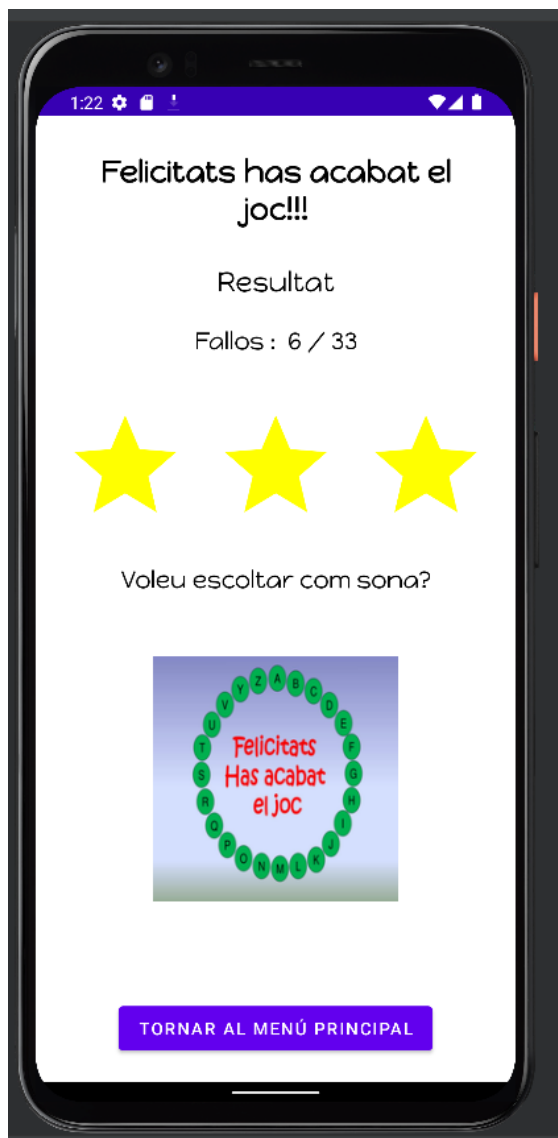 1:22
Felicitats has acabat el
joc!!!
Resultat
Fallos : 6 / 33
Voleu escoltar com sona?
A
B
C
D
E
F
G
H
I
J
K
L
M
N
O
P
Q
R
S
T
U
V
Y
Z
Felicitats
Has acabat
el joc
TORNAR AL MENÚ PRINCIPAL